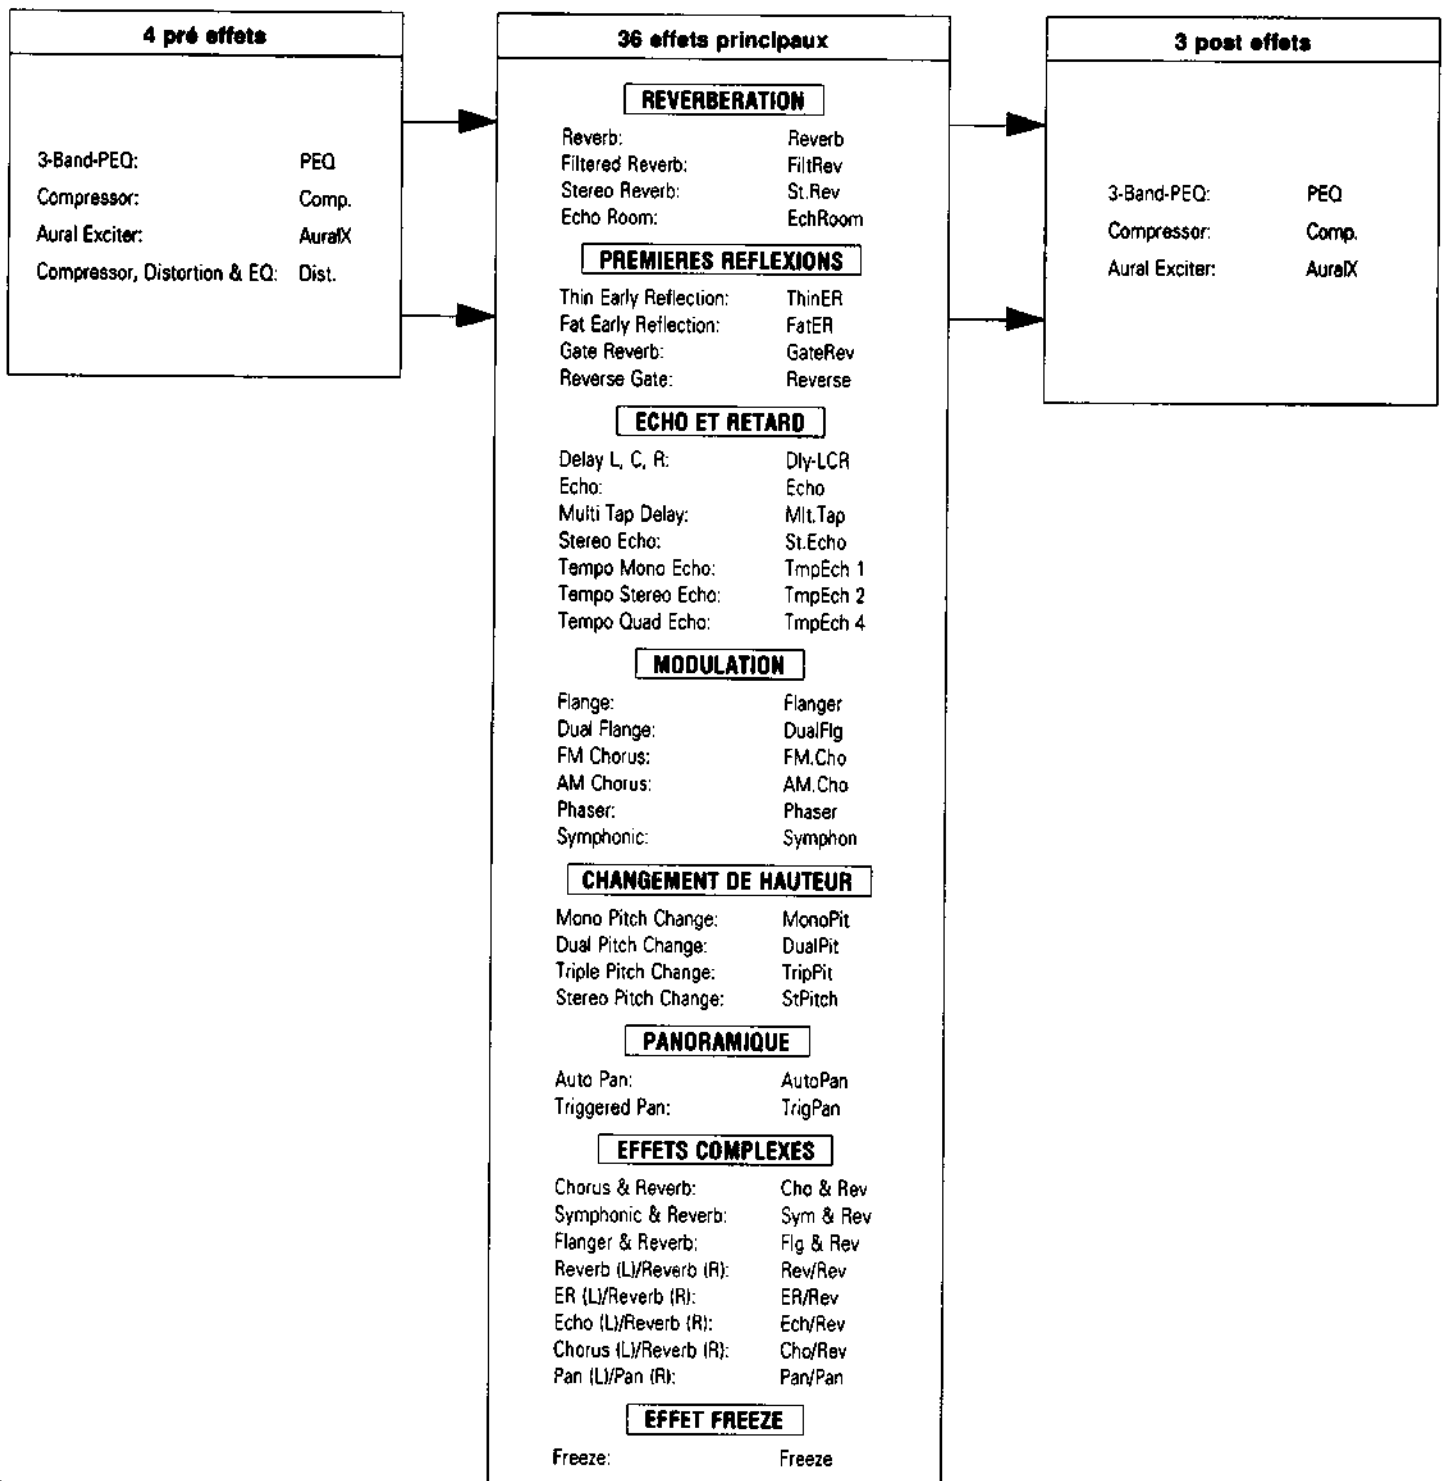 4 pré effets
3-Band-PEQ: PEQ
Compressor: Comp.
Aural Exciter: AuralX
Compressor, Distortion & EQ: Dist.
36 effets principaux
REVERBERATION
Reverb: Reverb
Filtered Reverb: FiltRev
Stereo Reverb: St.Rev
Echo Room: EchRoom
PREMIERES REFLEXIONS
Thin Early Reflection: ThinER
Fat Early Reflection: FatER
Gate Reverb: GateRev
Reverse Gate: Reverse
ECHO ET RETARD
Delay L, C, R: Dly-LCR
Echo: Echo
Multi Tap Delay: Mlt.Tap
Stereo Echo: St.Echo
Tempo Mono Echo: TmpEch 1
Tempo Stereo Echo: TmpEch 2
Tempo Quad Echo: TmpEch 4
MODULATION
Flange: Flanger
Dual Flange: DualFlg
FM Chorus: FM.Cho
AM Chorus: AM.Cho
Phaser: Phaser
Symphonic: Symphon
CHANGEMENT DE HAUTEUR
Mono Pitch Change: MonoPit
Dual Pitch Change: DualPit
Triple Pitch Change: TripPit
Stereo Pitch Change: StPitch
PANORAMIQUE
Auto Pan: AutoPan
Triggered Pan: TrigPan
EFFETS COMPLEXES
Chorus & Reverb: Cho & Rev
Symphonic & Reverb: Sym & Rev
Flanger & Reverb: Flg & Rev
Reverb (L)/Reverb (R): Rev/Rev
ER (L)/Reverb (R): ER/Rev
Echo (L)/Reverb (R): Ech/Rev
Chorus (L)/Reverb (R): Cho/Rev
Pan (L)/Pan (R): Pan/Pan
EFFET FREEZE
Freeze: Freeze
3 post effets
3-Band-PEQ: PEQ
Compressor: Comp.
Aural Exciter: AuralX